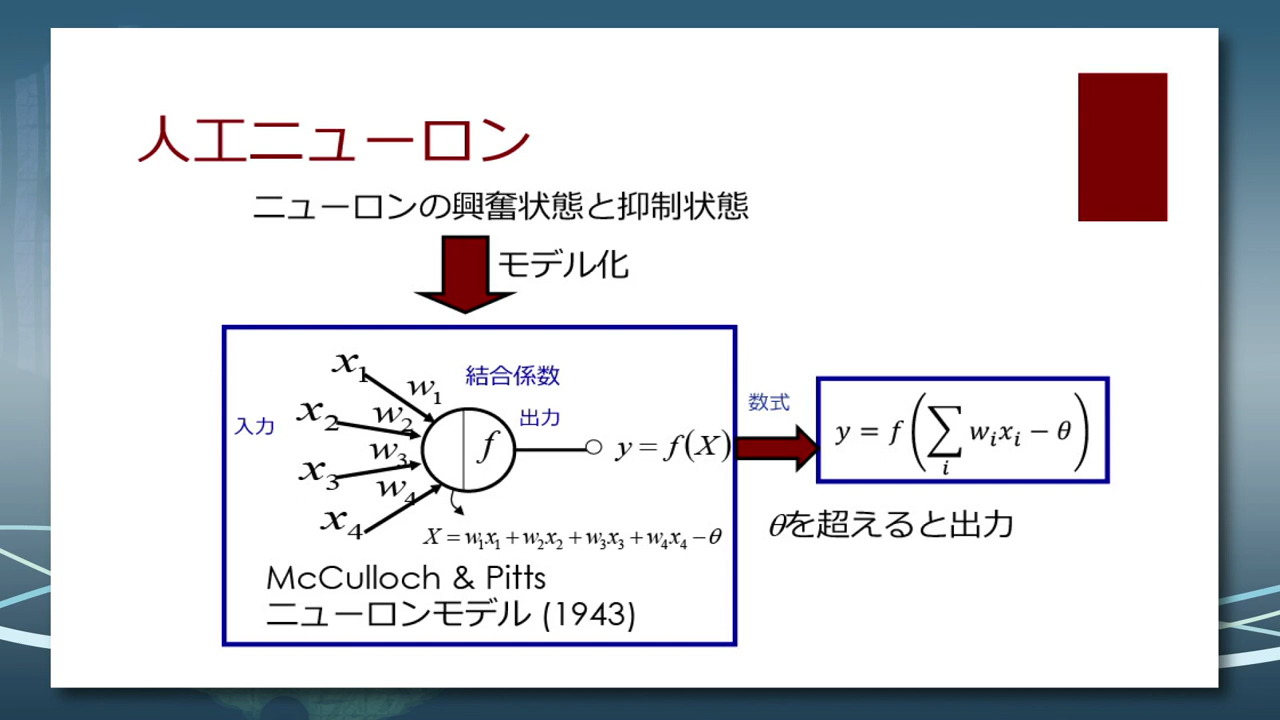 人工ニューロン
ニューロンの興奮状態と抑制状態
モデル化
x₁
w₁
結合係数
入力
x₂
w₂
出力
f
y = f(X)
x₃
w₃
x₄
w₄
X = w₁x₁ + w₂x₂ + w₃x₃ + w₄x₄ − θ
McCulloch & Pitts
ニューロンモデル (1943)
数式
y = f(∑ᵢ wᵢxᵢ − θ)
θを超えると出力